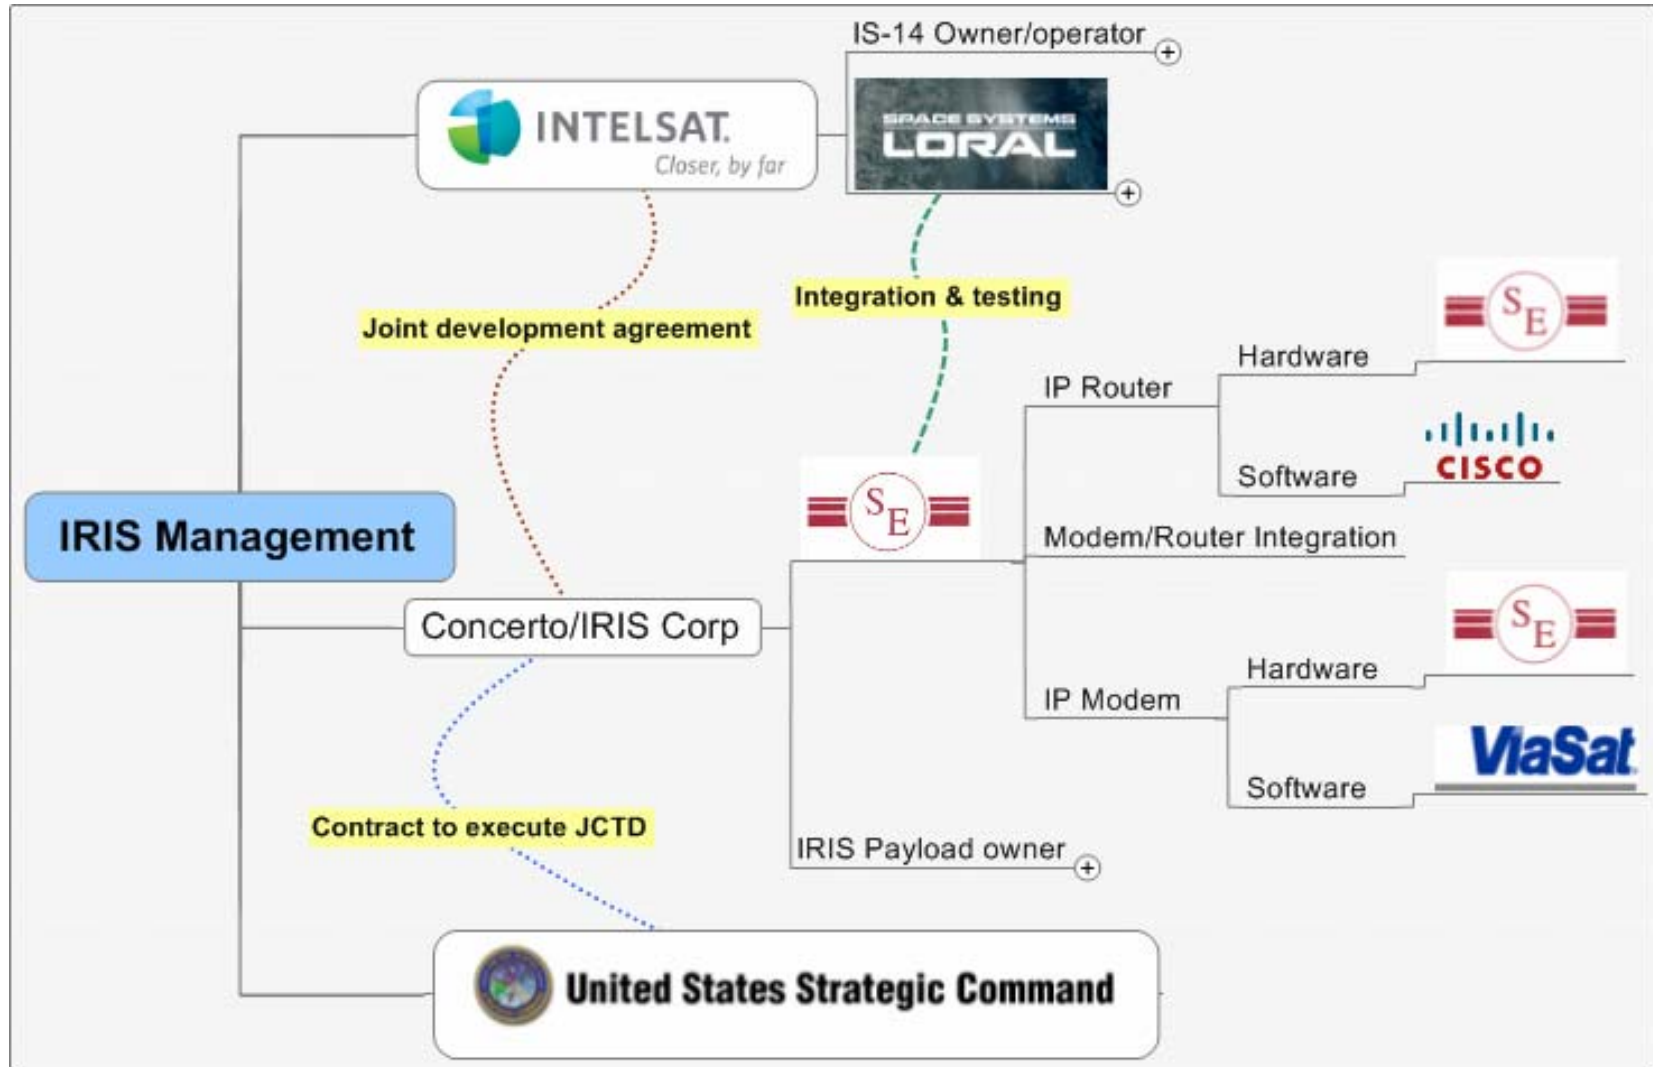 IS-14 Owner/operator
INTELSAT.
Closer, by far
SPACE SYSTEMS
LORAL
Integration & testing
Joint development agreement
S
E
Hardware
IP Router
CISCO
Software
S
E
IRIS Management
Modem/Router Integration
S
E
Concerto/IRIS Corp
Hardware
IP Modem
ViaSat
Software
Contract to execute JCTD
IRIS Payload owner
United States Strategic Command